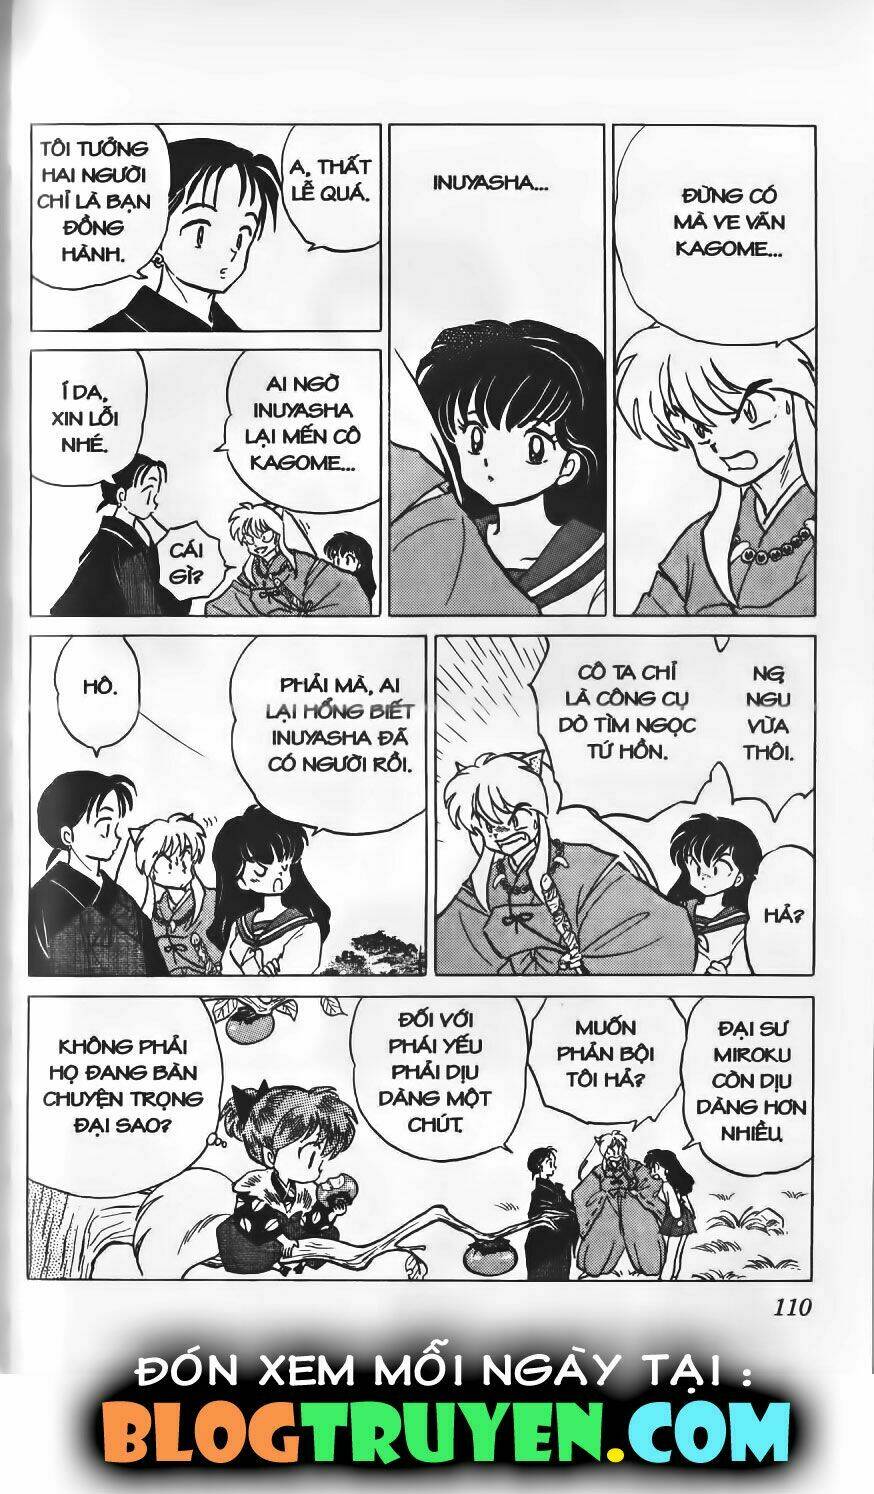 ĐỪNG CÓ
MÀ VE VÃN
KAGOME...
INUYASHA...
A, THẤT
LỄ QUÁ.
TÔI TƯỞNG
HAI NGƯỜI
CHỈ LÀ BẠN
ĐỒNG
HÀNH.
AI NGỜ
INUYASHA
LẠI MẾN CÔ
KAGOME...
Í DA,
XIN LỖI
NHÉ.
CÁI
GÌ?
NG,
NGU
VỪA
THÔI.
CÔ TA CHỈ
LÀ CÔNG CỤ
DÒ TÌM NGỌC
TỨ HỒN.
HẢ?
PHẢI MÀ, AI
LẠI HỔNG BIẾT
INUYASHA ĐÃ
CÓ NGƯỜI RỒI.
HÔ.
ĐẠI SƯ
MIROKU
CÒN DỊU
DÀNG HƠN
NHIỀU.
MUỐN
PHẢN BỘI
TÔI HẢ?
ĐỐI VỚI
PHÁI YẾU
PHẢI DỊU
DÀNG MỘT
CHÚT.
KHÔNG PHẢI
HỌ ĐANG BÀN
CHUYỆN TRỌNG
ĐẠI SAO?
110
ĐÓN XEM MỖI NGÀY TẠI :
BLOGTRUYEN.COM